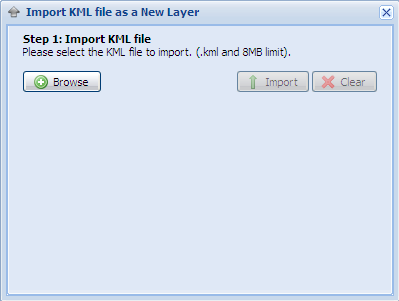 Import KML file as a New Layer
Step 1: Import KML file
Please select the KML file to import. (.kml and 8MB limit).
Browse Import Clear